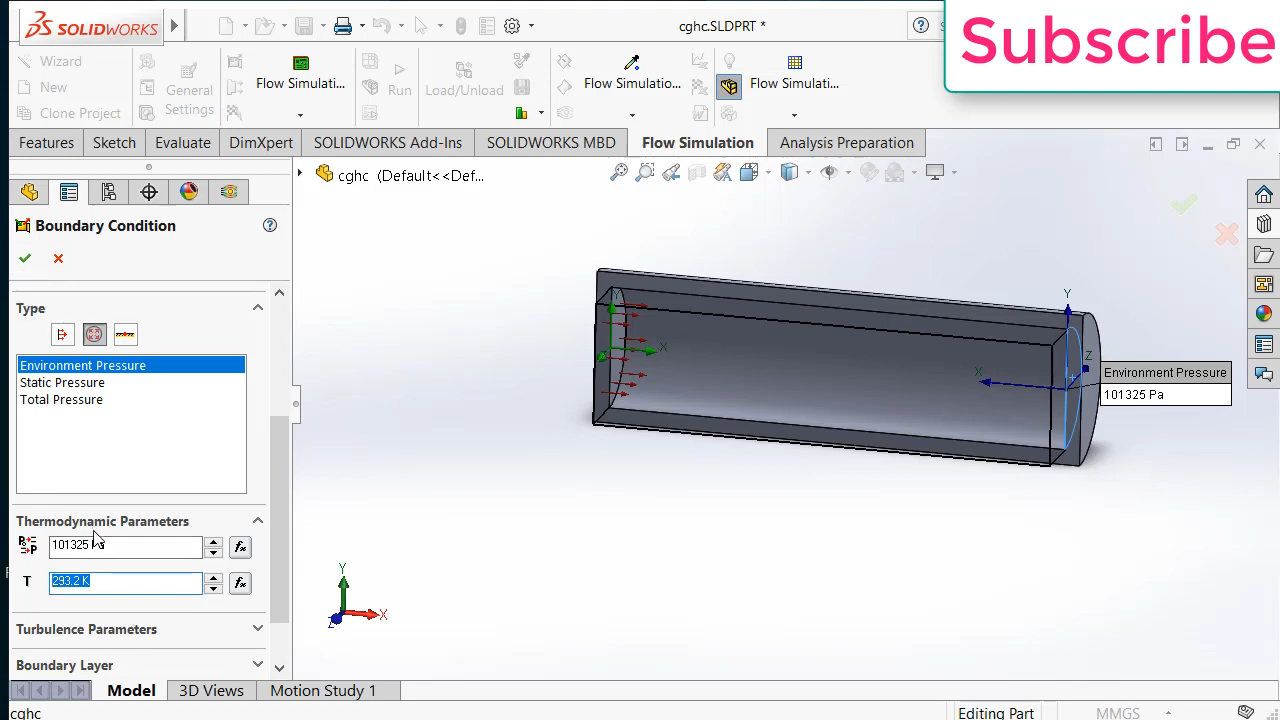 SOLIDWORKS
cghc.SLDPRT *
Subscribe
Wizard
New
Clone Project
General
Settings
Flow Simulati...
Run
Load/Unload
Flow Simulatio...
Flow Simulati...
Features
Sketch
Evaluate
DimXpert
SOLIDWORKS Add-Ins
SOLIDWORKS MBD
Flow Simulation
Analysis Preparation
cghc (Default<<Def...
Boundary Condition
Type
Environment Pressure
Static Pressure
Total Pressure
Y
X
Y
Z
X
Environment Pressure
101325 Pa
Thermodynamic Parameters
101325
T
293.2 K
Turbulence Parameters
Boundary Layer
Y
X
Z
Model
3D Views
Motion Study 1
cghc
Editing Part
MMGS